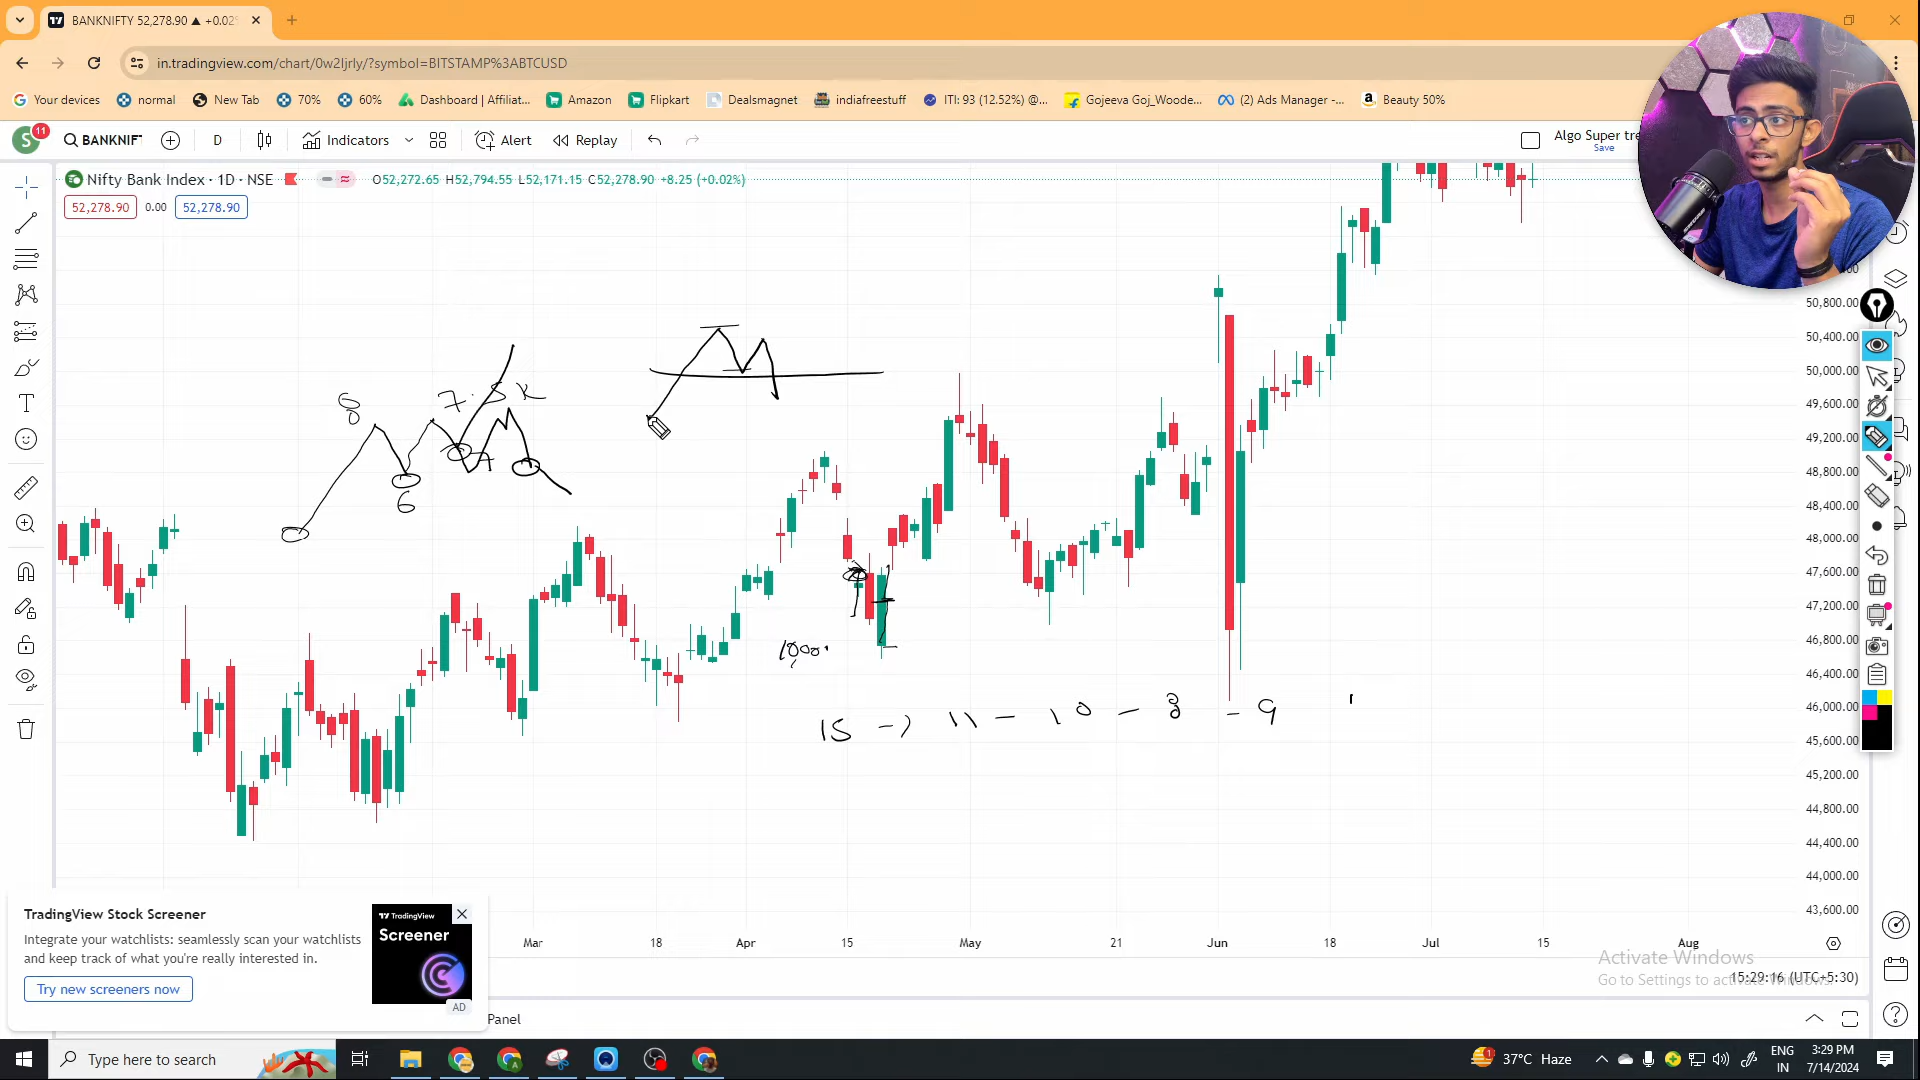 BANKNIFTY 52,278.90 ▲ +0.02%
in.tradingview.com/chart/0w2Ijrly/?symbol=BITSTAMP%3ABTCUSD
Your devices normal New Tab 70% 60% Dashboard | Affiliat... Amazon Flipkart Dealsmagnet indiafreestuff ITI: 93 (12.52%) @... Gojeeva Goj_Woode... (2) Ads Manager -... Beauty 50%
S 11 BANKNIF D Indicators Alert Replay Algo Super tre
Save
Nifty Bank Index · 1D · NSE O52,272.65 H52,794.55 L52,171.15 C52,278.90 +8.25 (+0.02%)
52,278.90 0.00 52,278.90
50,800.00
50,400.00
50,000.00
49,600.00
49,200.00
48,800.00
48,400.00
48,000.00
47,600.00
47,200.00
46,800.00
46,400.00
46,000.00
45,600.00
45,200.00
44,800.00
44,400.00
44,000.00
43,600.00
8
7.5K
7
6
15 -> 11 - 10 - 8 - 9
TradingView Stock Screener
Integrate your watchlists: seamlessly scan your watchlists
and keep track of what you're really interested in.
Try new screeners now
TradingView
Screener
AD
Mar 18 Apr 15 May 21 Jun 18 Jul 15 Aug
Activate Windows
Go to Settings to activate Windows.
15:29:16 (UTC+5:30)
Panel
Type here to search
37°C Haze
ENG
IN
3:29 PM
7/14/2024